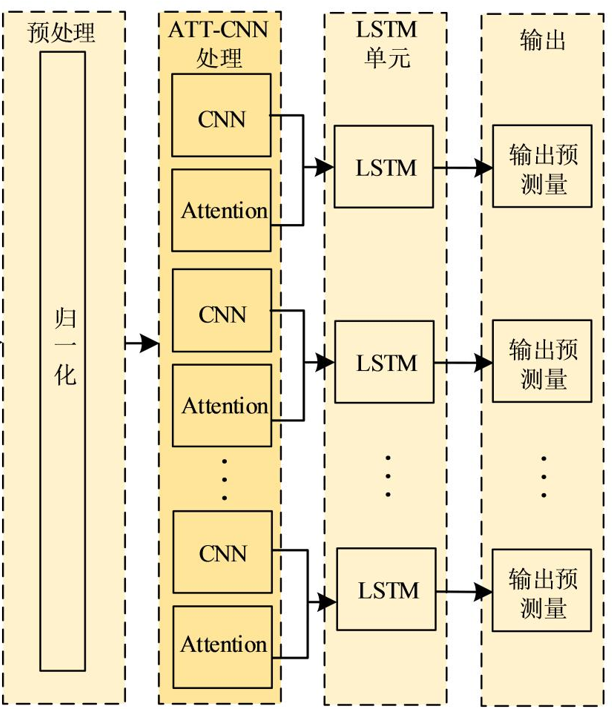 预处理
归一化
ATT-CNN
处理
CNN
Attention
CNN
Attention
CNN
Attention
LSTM
单元
LSTM
LSTM
LSTM
输出
输出预
测量
输出预
测量
输出预
测量